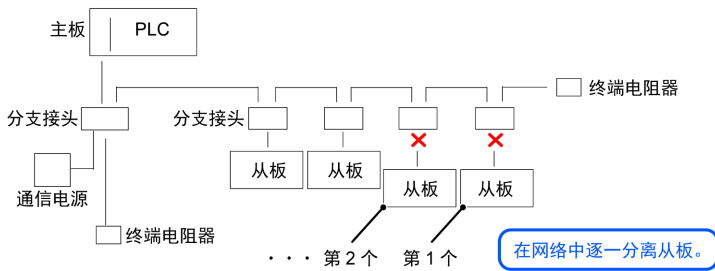 主板 PLC
终端电阻器
分支接头 分支接头
从板 从板
从板 从板
通信电源
终端电阻器
・・・ 第2个 第1个
在网络中逐一分离从板。